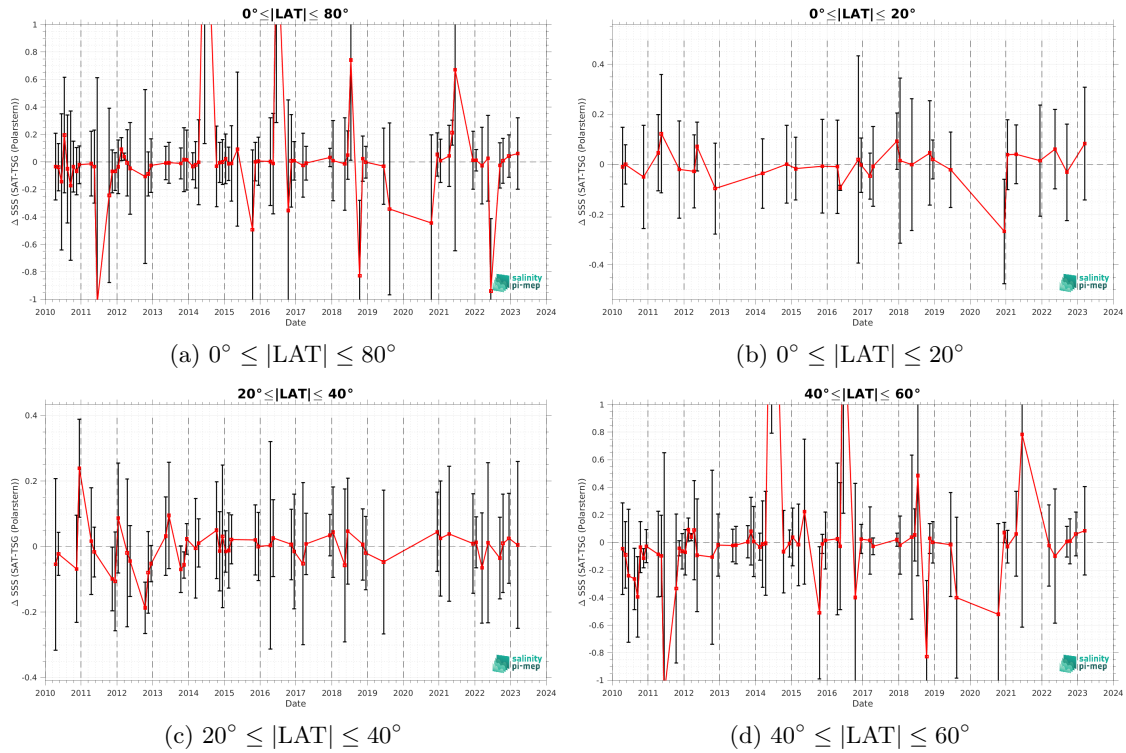 0°≤|LAT|≤ 80°
Δ SSS (SAT-TSG (Polarstern))
1
0.8
0.6
0.4
0.2
0
-0.2
-0.4
-0.6
-0.8
-1
2010 2011 2012 2013 2014 2015 2016 2017 2018 2019 2020 2021 2022 2023 2024
Date
salinity
pi-mep
(a) 0° ≤ |LAT| ≤ 80°
0°≤|LAT|≤ 20°
Δ SSS (SAT-TSG (Polarstern))
0.4
0.2
0
-0.2
-0.4
2010 2011 2012 2013 2014 2015 2016 2017 2018 2019 2020 2021 2022 2023 2024
Date
salinity
pi-mep
(b) 0° ≤ |LAT| ≤ 20°
20°≤|LAT|≤ 40°
Δ SSS (SAT-TSG (Polarstern))
0.4
0.2
0
-0.2
-0.4
2010 2011 2012 2013 2014 2015 2016 2017 2018 2019 2020 2021 2022 2023 2024
Date
salinity
pi-mep
(c) 20° ≤ |LAT| ≤ 40°
40°≤|LAT|≤ 60°
Δ SSS (SAT-TSG (Polarstern))
1
0.8
0.6
0.4
0.2
0
-0.2
-0.4
-0.6
-0.8
-1
2010 2011 2012 2013 2014 2015 2016 2017 2018 2019 2020 2021 2022 2023 2024
Date
salinity
pi-mep
(d) 40° ≤ |LAT| ≤ 60°